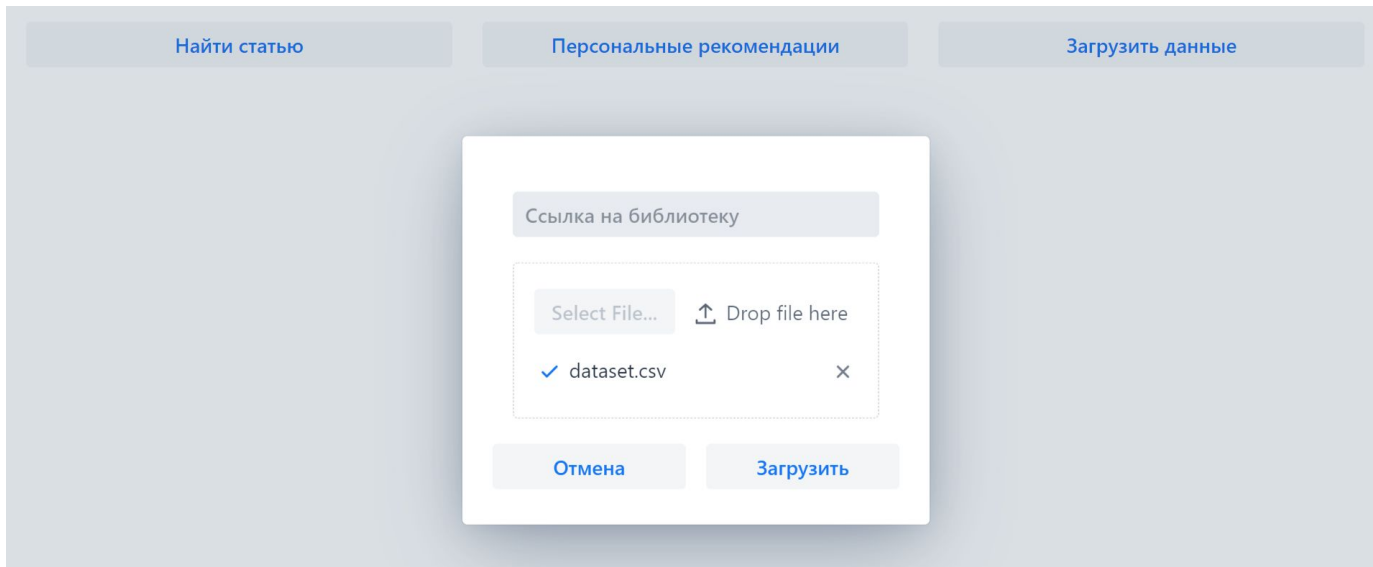 Найти статью
Персональные рекомендации
Загрузить данные
Ссылка на библиотеку
Select File...
Drop file here
dataset.csv
Отмена
Загрузить